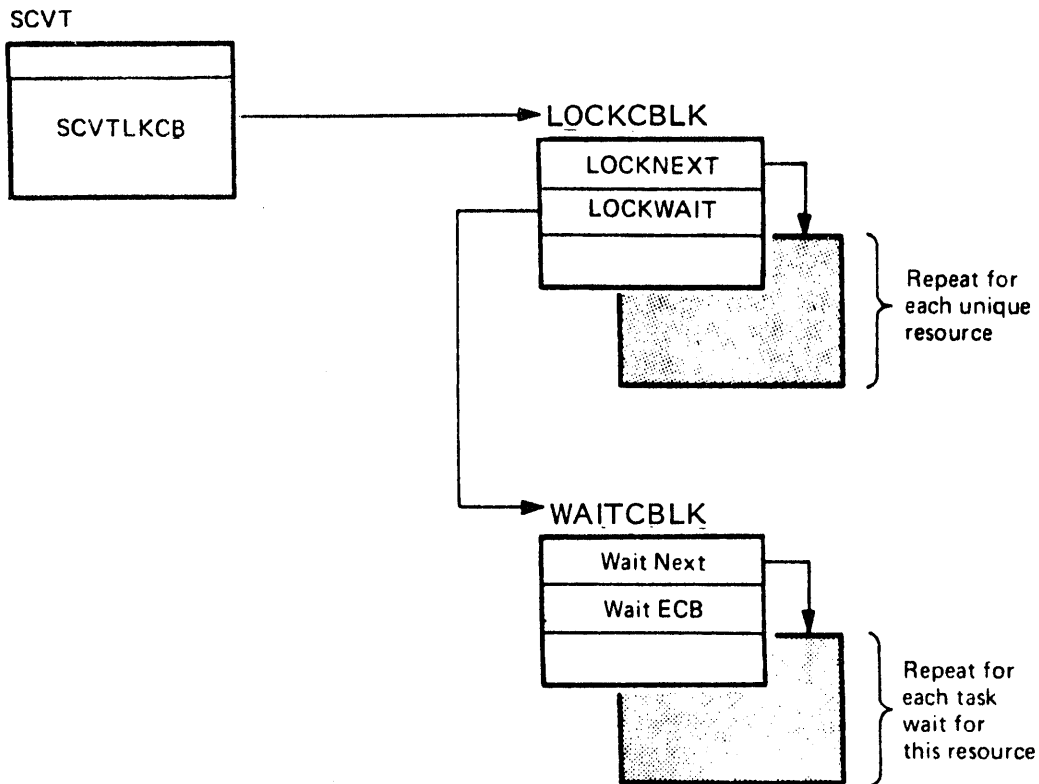 SCVT
SCVTLKCB
LOCKCBLK
LOCKNEXT
LOCKWAIT
Repeat for
each unique
resource
WAITCBLK
Wait Next
Wait ECB
Repeat for
each task
wait for
this resource